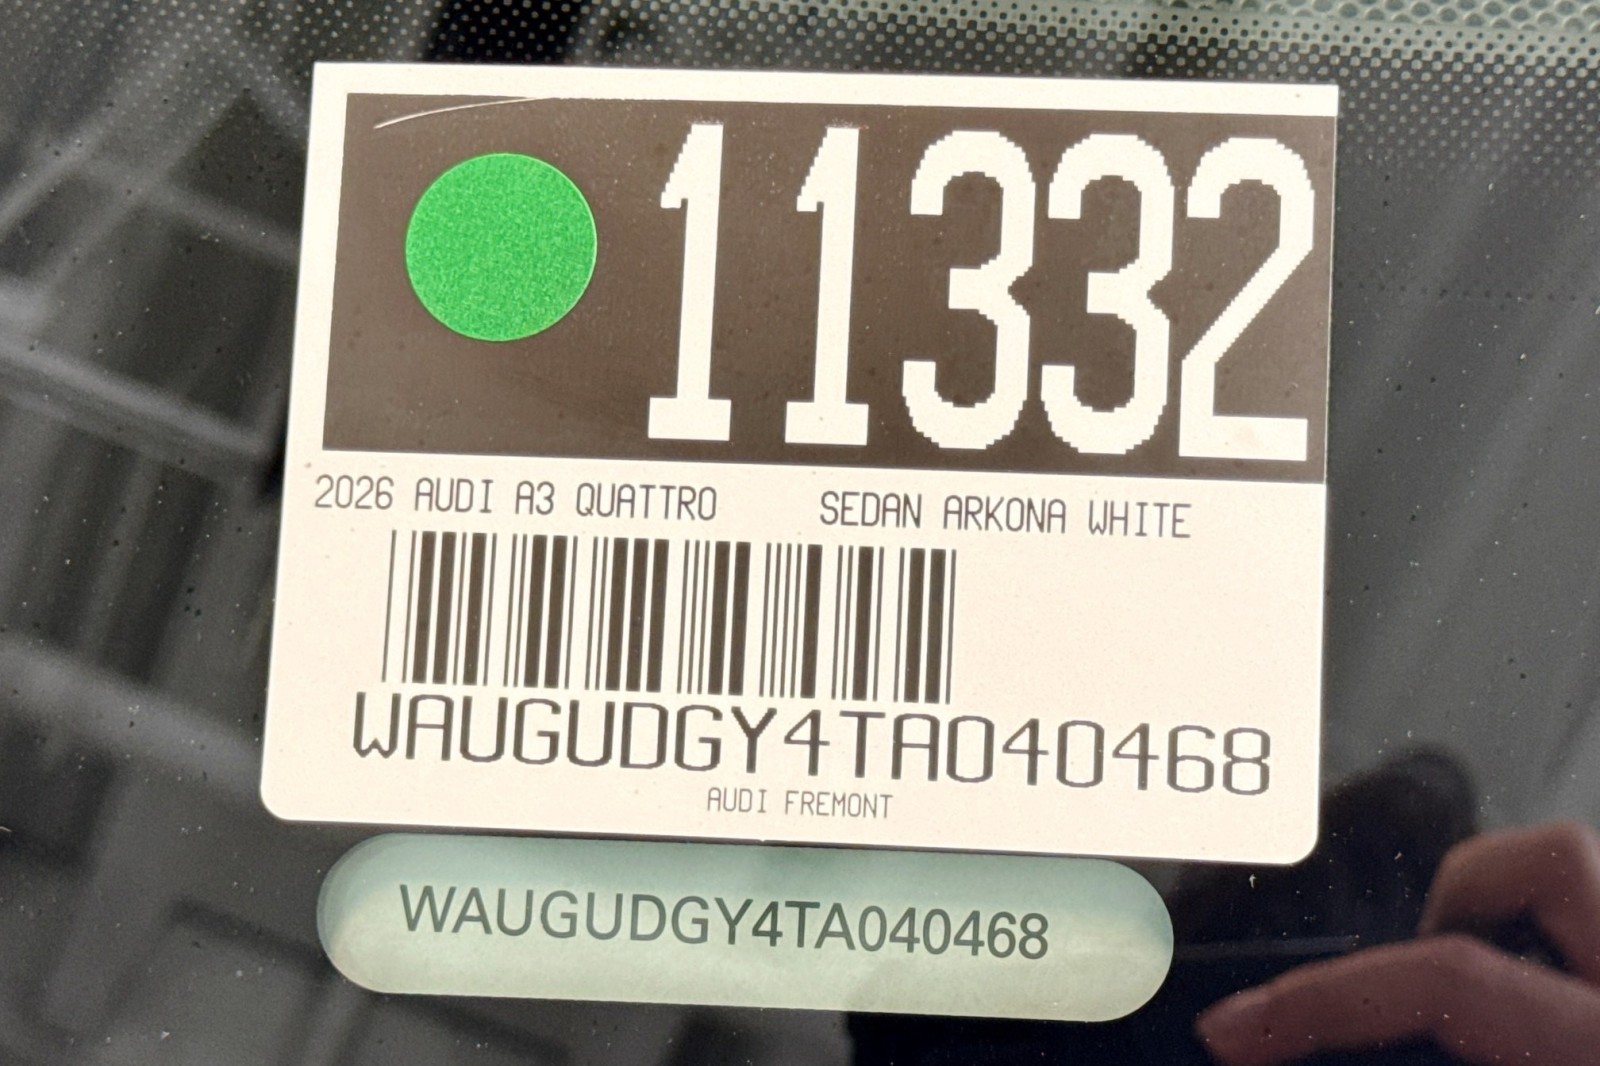 11332
2026 AUDI A3 QUATTRO SEDAN ARKONA WHITE
WAUGUDGY4TA040468
AUDI FREMONT
WAUGUDGY4TA040468